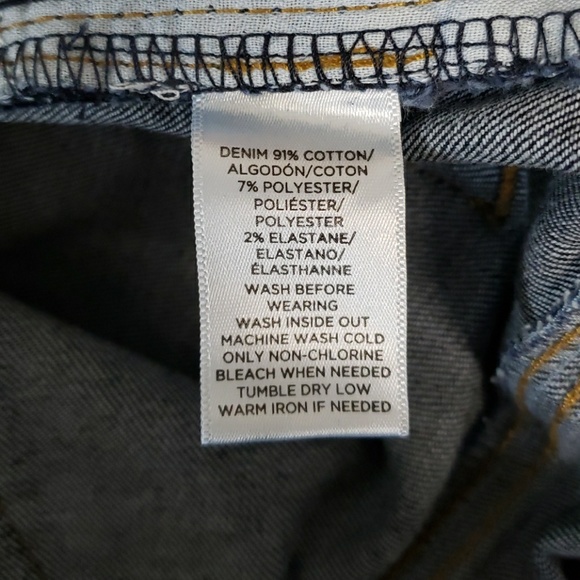 DENIM 91% COTTON/
ALGODÓN/COTON
7% POLYESTER/
POLIÉSTER/
POLYESTER
2% ELASTANE/
ELASTANO/
ÉLASTHANNE
WASH BEFORE
WEARING
WASH INSIDE OUT
MACHINE WASH COLD
ONLY NON-CHLORINE
BLEACH WHEN NEEDED
TUMBLE DRY LOW
WARM IRON IF NEEDED